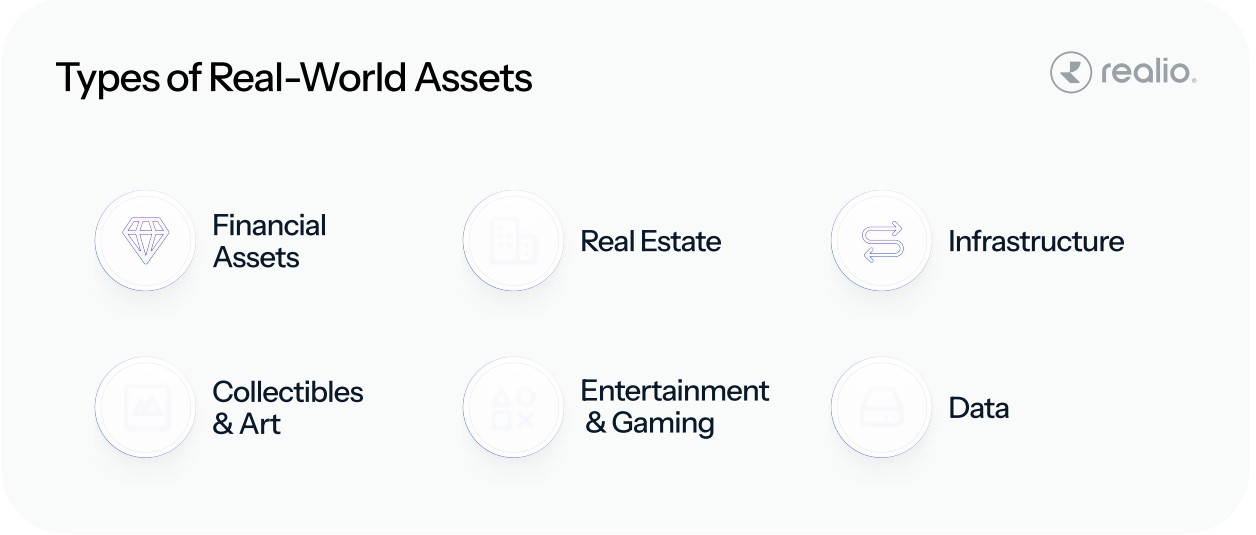 Types of Real-World Assets
realio®
Financial
Assets
Real Estate
Infrastructure
Collectibles
& Art
Entertainment
& Gaming
Data